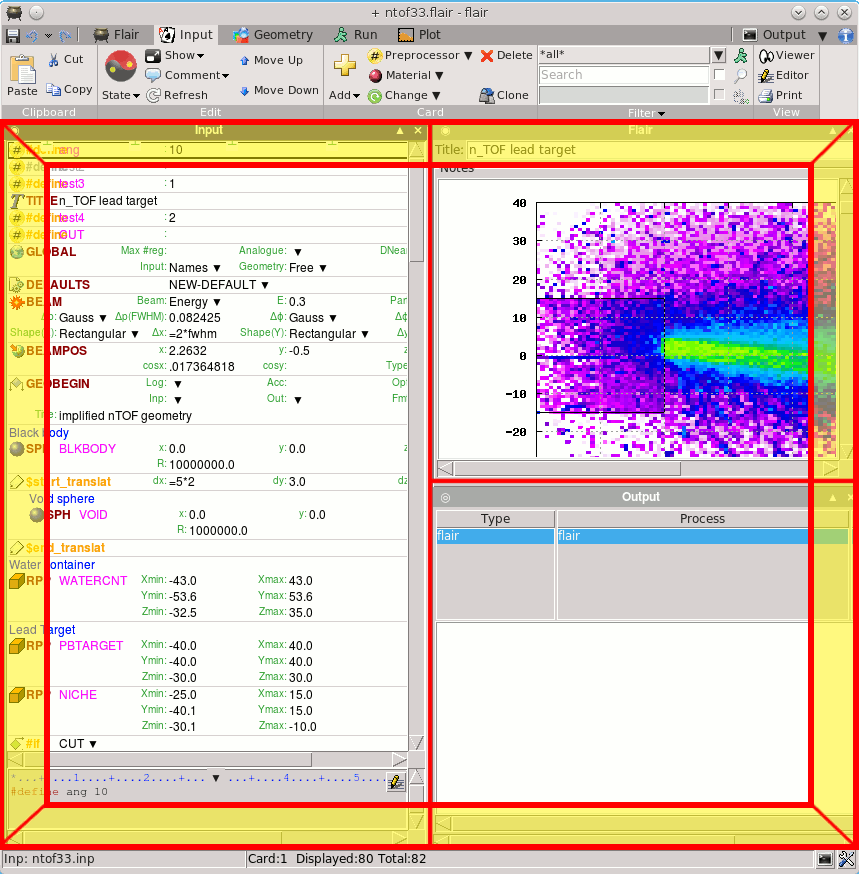 + ntof33.flair - flair
Flair Input Geometry Run Plot Output
Paste Cut Copy
Clipboard
State Show Comment Refresh Move Up Move Down
Edit
Add Preprocessor Material Change Delete Clone
Card
*all*
Search
Filter
Viewer
Editor
Print
View
Input
ang : 10
#define test3 : 1
TITLE n_TOF lead target
#define test4 : 2
#define CUT :
GLOBAL Max #reg: Analogue: DNear
Input: Names Geometry: Free
DEFAULTS NEW-DEFAULT
BEAM Beam: Energy E: 0.3 Par
Δp: Gauss Δp(FWHM): 0.082425 Δϕ: Gauss Δϕ
Shape(X): Rectangular Δx: =2*fwhm Shape(Y): Rectangular Δy
BEAMPOS x: 2.2632 y: -0.5 z
cosx: .017364818 cosy: Type
GEOBEGIN Log: Acc: Opt
Inp: Out: Fmt
Title: implified nTOF geometry
Black body
SPH BLKBODY x: 0.0 y: 0.0 z
R: 10000000.0
$start_translat dx: =5*2 dy: 3.0 dz
Void sphere
SPH VOID x: 0.0 y: 0.0
R: 1000000.0
$end_translat
Water container
RPP WATERCNT Xmin: -43.0 Xmax: 43.0
Ymin: -53.6 Ymax: 53.6
Zmin: -32.5 Zmax: 35.0
Lead Target
RPP PBTARGET Xmin: -40.0 Xmax: 40.0
Ymin: -40.0 Ymax: 40.0
Zmin: -30.0 Zmax: 30.0
RPP NICHE Xmin: -25.0 Xmax: 15.0
Ymin: -40.1 Ymax: 15.0
Zmin: -30.1 Zmax: -10.0
#if CUT
*...+....1....+....2....+... ...+....4....+....5....
#define ang 10
Flair
Title: n_TOF lead target
Notes
40
30
20
10
0
-10
-20
Output
Type Process
flair flair
Inp: ntof33.inp Card:1 Displayed:80 Total:82